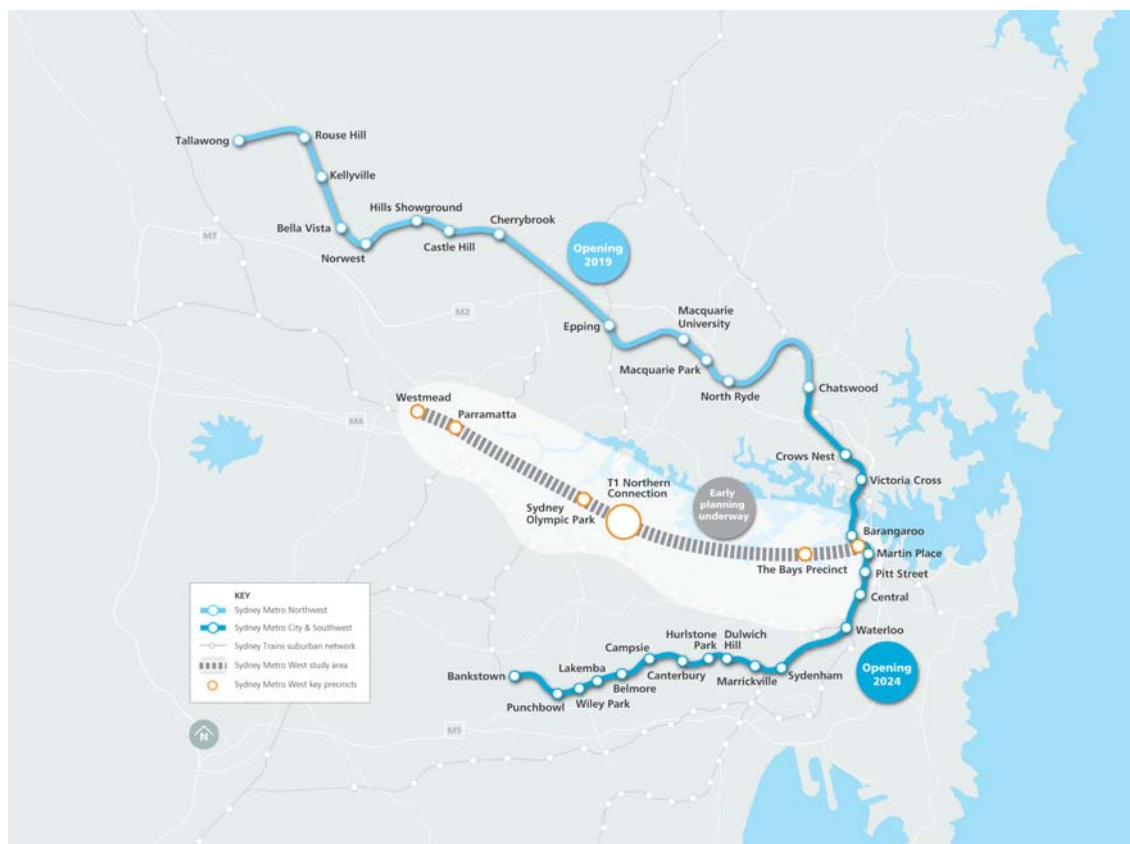 Tallawong
Rouse Hill
Kellyville
Hills Showground
Cherrybrook
Bella Vista
Castle Hill
Norwest
M7
Opening
2019
M2
Epping
Macquarie
University
Macquarie Park
North Ryde
Chatswood
Westmead
Parramatta
M4
Crows Nest
Victoria Cross
T1 Northern
Connection
Early
planning
underway
Sydney
Olympic Park
Barangaroo
Martin Place
The Bays Precinct
Pitt Street
Central
Waterloo
KEY
Sydney Metro Northwest
Sydney Metro City & Southwest
Sydney Trains suburban network
Sydney Metro West study area
Sydney Metro West key precincts
Hurlstone
Park
Dulwich
Hill
Campsie
Lakemba
Bankstown
Belmore
Canterbury
Marrickville
Sydenham
Punchbowl
Wiley Park
Opening
2024
M5
N